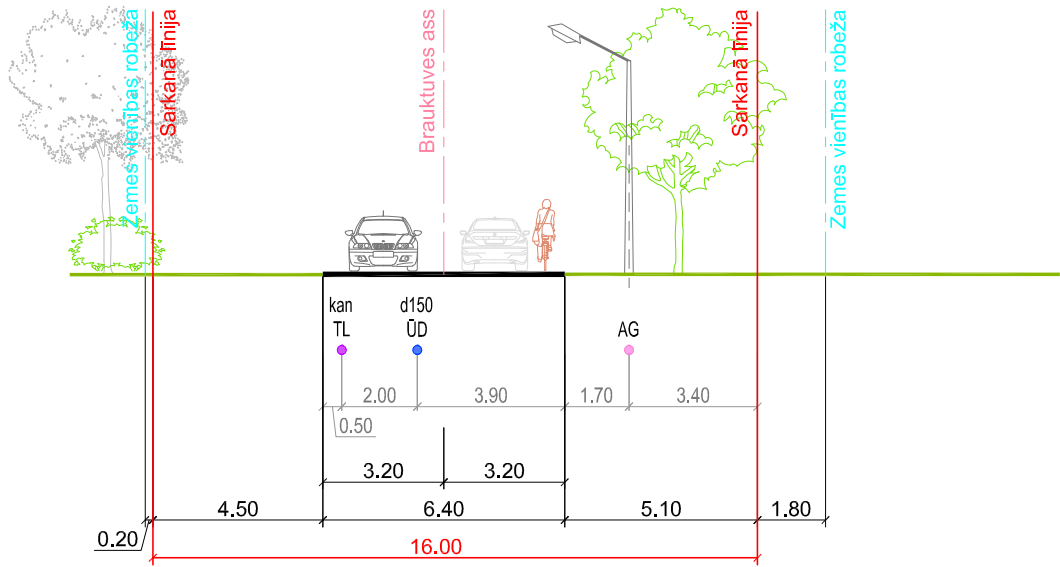 Zemes vienības robeža
Sarkanā līnija
Brauktuves ass
Sarkanā līnija
Zemes vienības robeža
kan
TL
d150
ŪD
AG
2.00
3.90
1.70
3.40
0.50
3.20
3.20
4.50
6.40
5.10
1.80
0.20
16.00